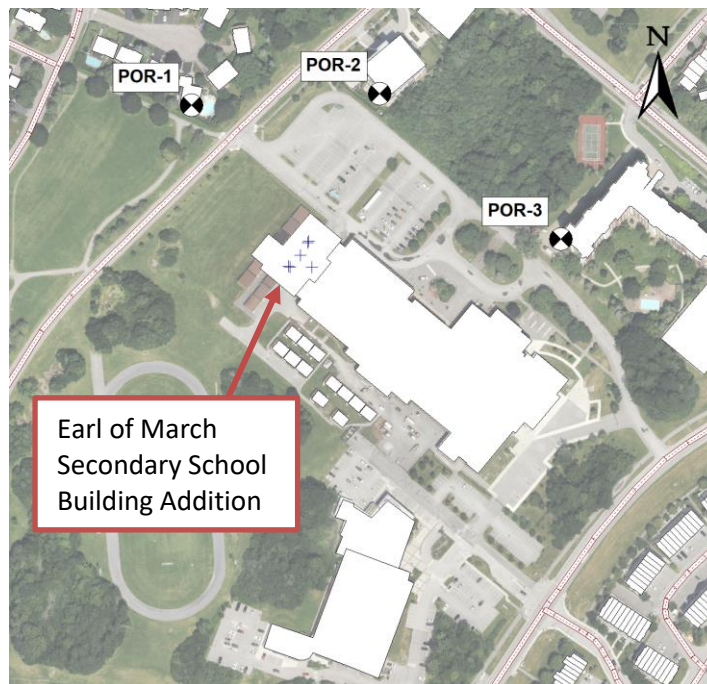 N
POR-2
POR-1
POR-3
Earl of March
Secondary School
Building Addition